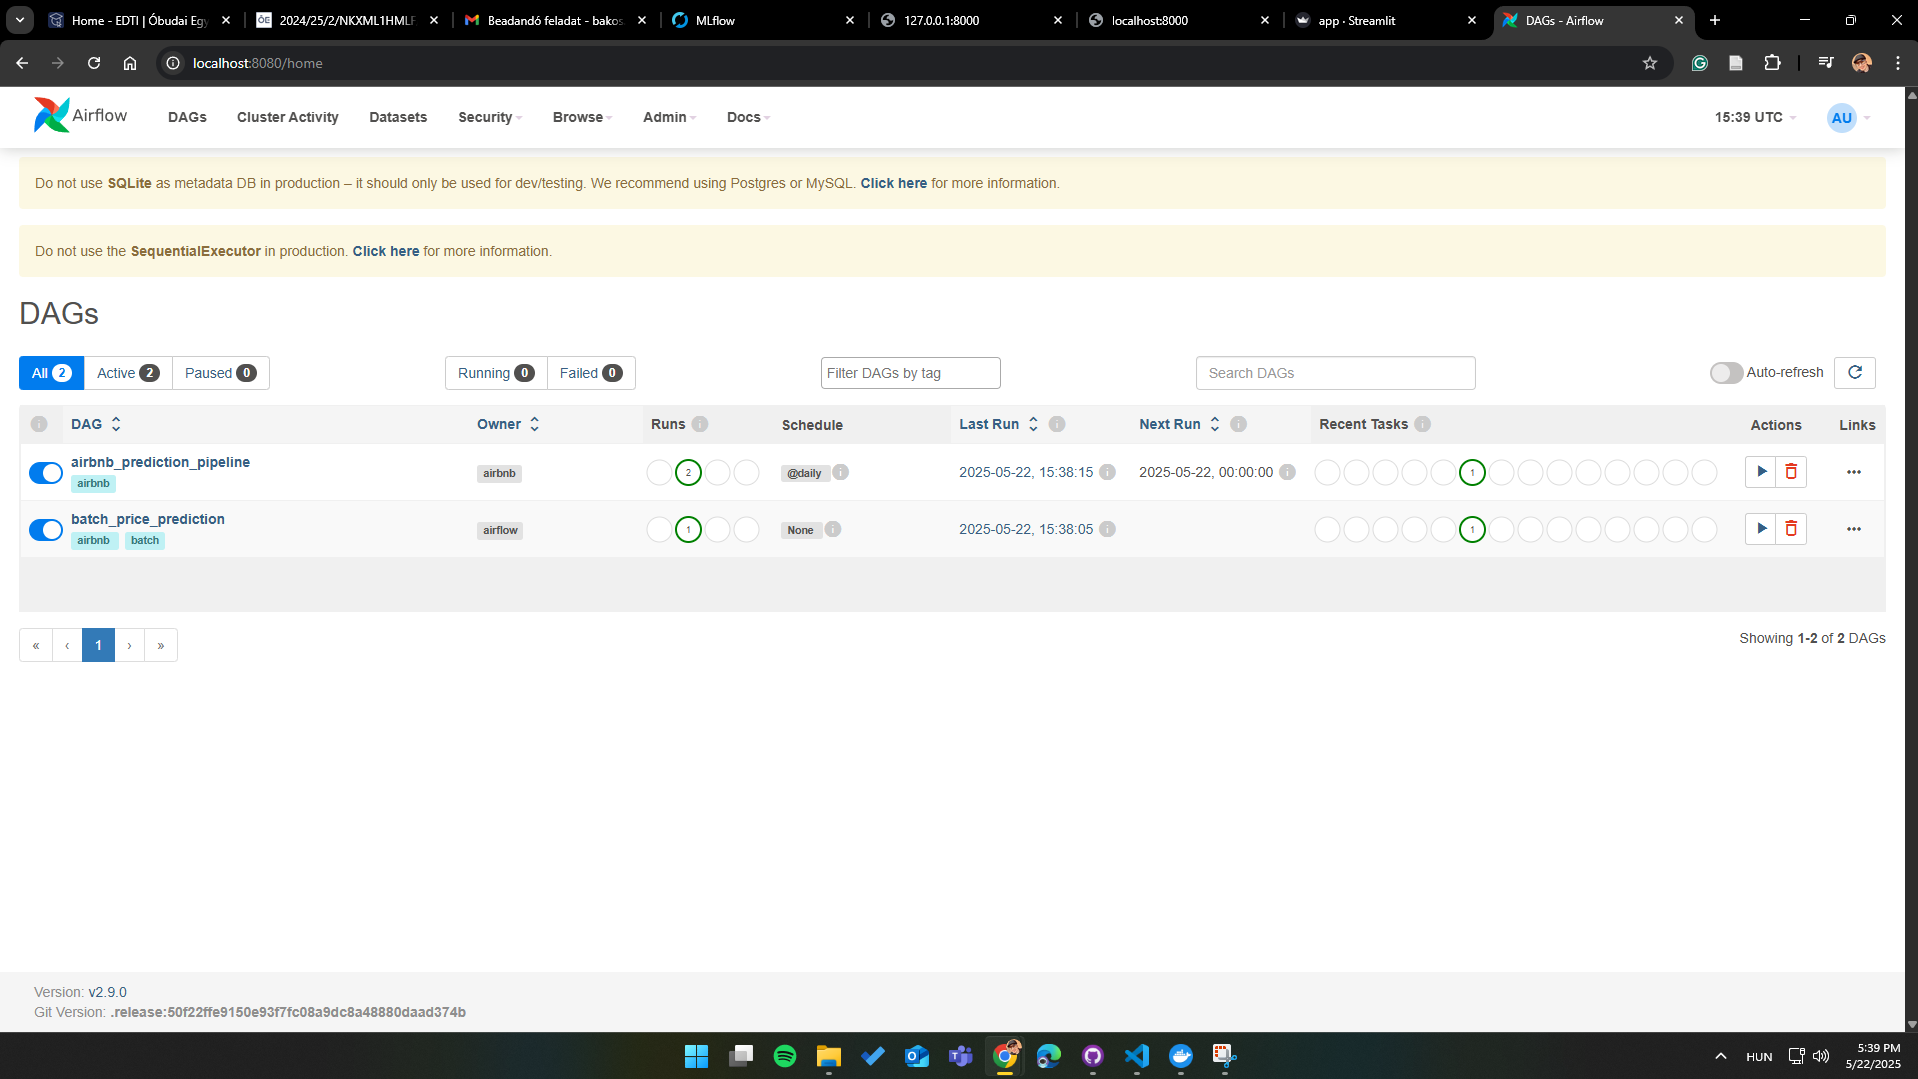 Home - EDTI | Óbudai Egy
2024/25/2/NKXML1HMLF
Beadandó feladat - bakos
MLflow
127.0.0.1:8000
localhost:8000
app · Streamlit
DAGs - Airflow
localhost:8080/home
Airflow
DAGs
Cluster Activity
Datasets
Security
Browse
Admin
Docs
15:39 UTC
AU
Do not use SQLite as metadata DB in production – it should only be used for dev/testing. We recommend using Postgres or MySQL. Click here for more information.
Do not use the SequentialExecutor in production. Click here for more information.
DAGs
All 2
Active 2
Paused 0
Running 0
Failed 0
Filter DAGs by tag
Search DAGs
Auto-refresh
DAG Owner Runs Schedule Last Run Next Run Recent Tasks Actions Links
airbnb_prediction_pipeline
airbnb
airbnb
2
@daily
2025-05-22, 15:38:15
2025-05-22, 00:00:00
1
batch_price_prediction
airbnb batch
airflow
1
None
2025-05-22, 15:38:05
1
« ‹ 1 › »
Showing 1-2 of 2 DAGs
Version: v2.9.0
Git Version: .release:50f22ffe9150e93f7fc08a9dc8a48880daad374b
HUN
5:39 PM
5/22/2025